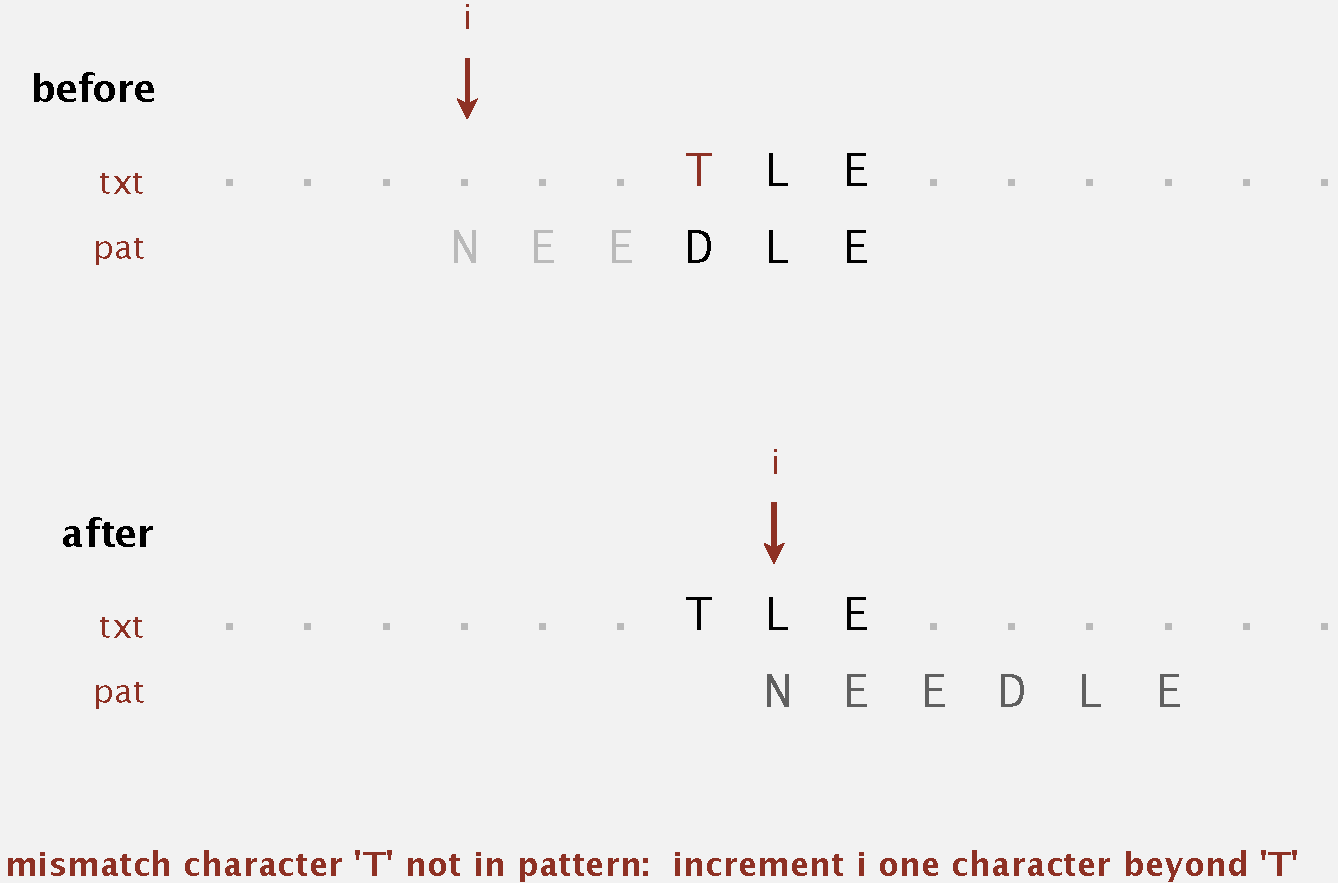 i
before
txt . . . . . . T L E . . . . . .
pat N E E D L E
i
after
txt . . . . . . T L E . . . . . .
pat N E E D L E
mismatch character 'T' not in pattern: increment i one character beyond 'T'